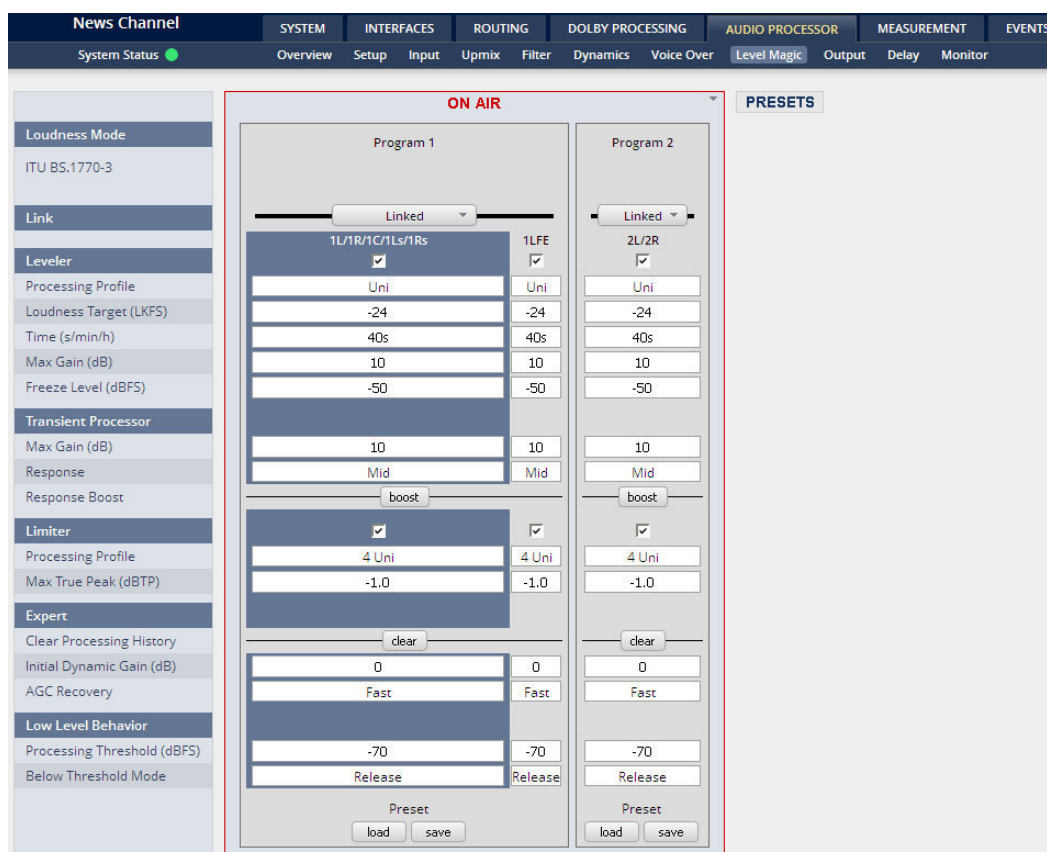 News Channel SYSTEM INTERFACES ROUTING DOLBY PROCESSING AUDIO PROCESSOR MEASUREMENT EVENTS
System Status Overview Setup Input Upmix Filter Dynamics Voice Over Level Magic Output Delay Monitor
ON AIR PRESETS
Loudness Mode Program 1 Program 2
ITU BS.1770-3
Link Linked Linked
1L/1R/1C/1Ls/1Rs 1LFE 2L/2R
Leveler
Processing Profile Uni Uni Uni
Loudness Target (LKFS) -24 -24 -24
Time (s/min/h) 40s 40s 40s
Max Gain (dB) 10 10 10
Freeze Level (dBFS) -50 -50 -50
Transient Processor
Max Gain (dB) 10 10 10
Response Mid Mid Mid
Response Boost boost boost
Limiter
Processing Profile 4 Uni 4 Uni 4 Uni
Max True Peak (dBTP) -1.0 -1.0 -1.0
Expert
Clear Processing History clear clear
Initial Dynamic Gain (dB) 0 0 0
AGC Recovery Fast Fast Fast
Low Level Behavior
Processing Threshold (dBFS) -70 -70 -70
Below Threshold Mode Release Release Release
Preset Preset
load save load save